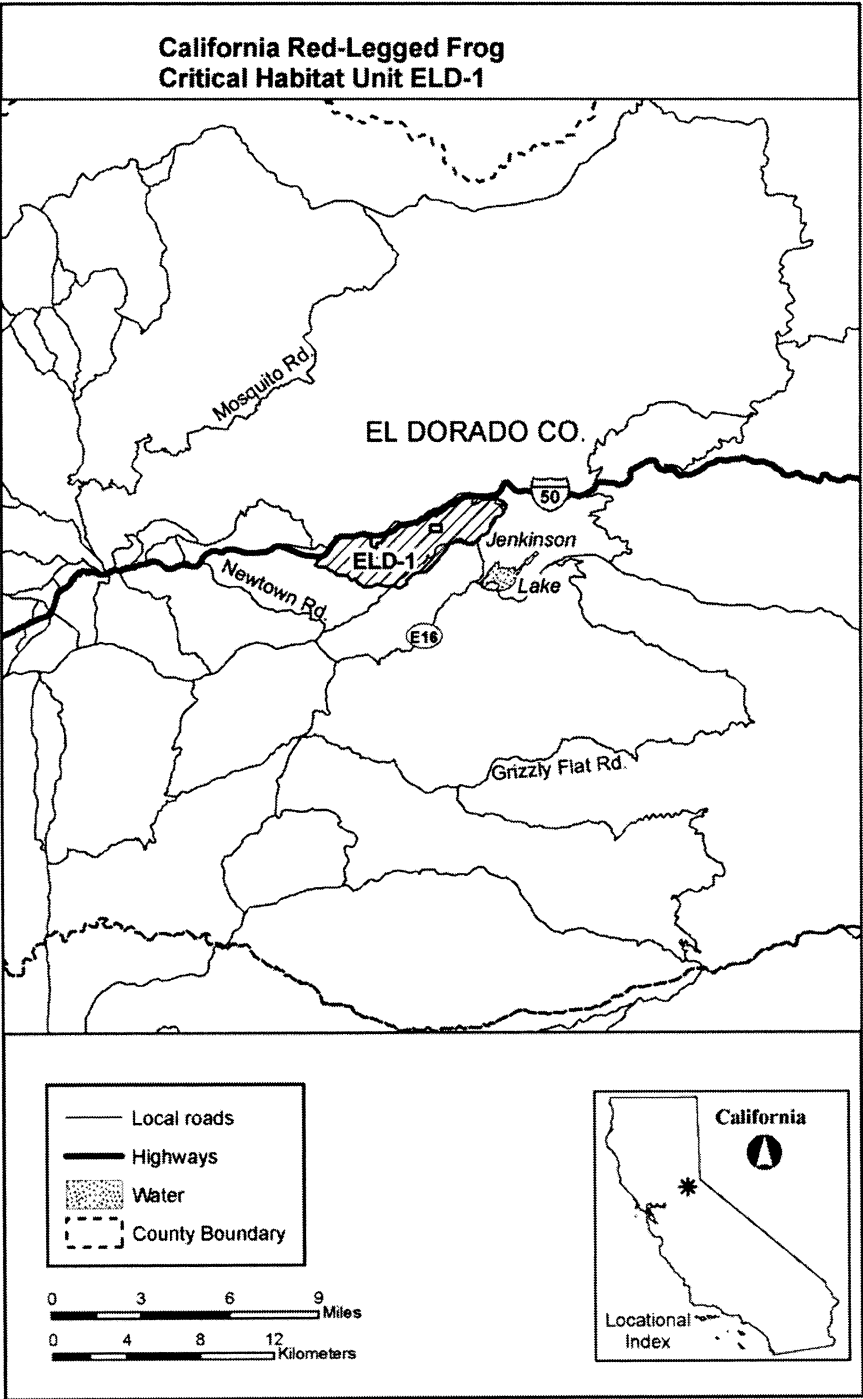 California Red-Legged Frog
Critical Habitat Unit ELD-1
Mosquito Rd.
EL DORADO CO.
50
ELD-1
Jenkinson
Lake
Newtown Rd.
E16
Grizzly Flat Rd.
Local roads
Highways
Water
County Boundary
0 3 6 9
Miles
0 4 8 12
Kilometers
California
Locational
Index